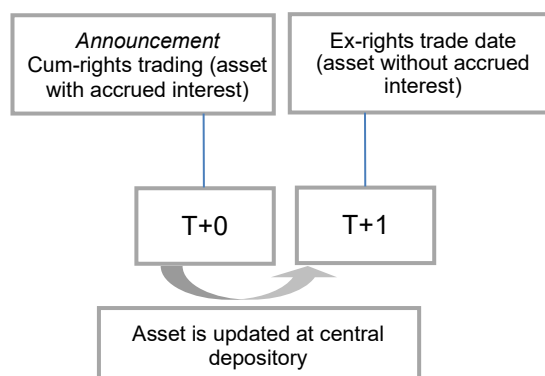 Announcement
Cum-rights trading (asset
with accrued interest)
Ex-rights trade date
(asset without accrued
interest)
T+0
T+1
Asset is updated at central
depository